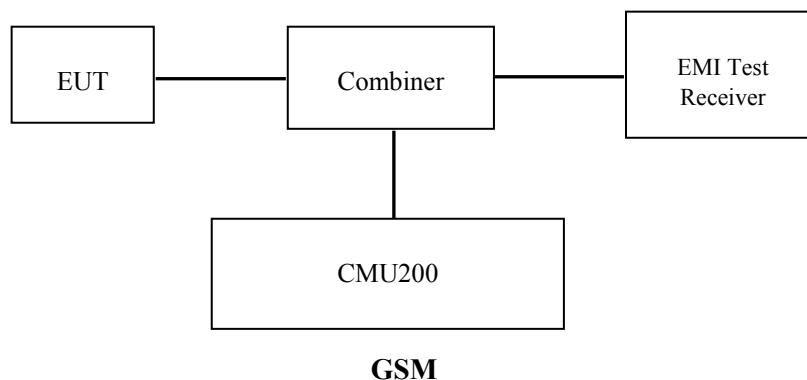 EUT
Combiner
EMI Test
Receiver
CMU200
GSM